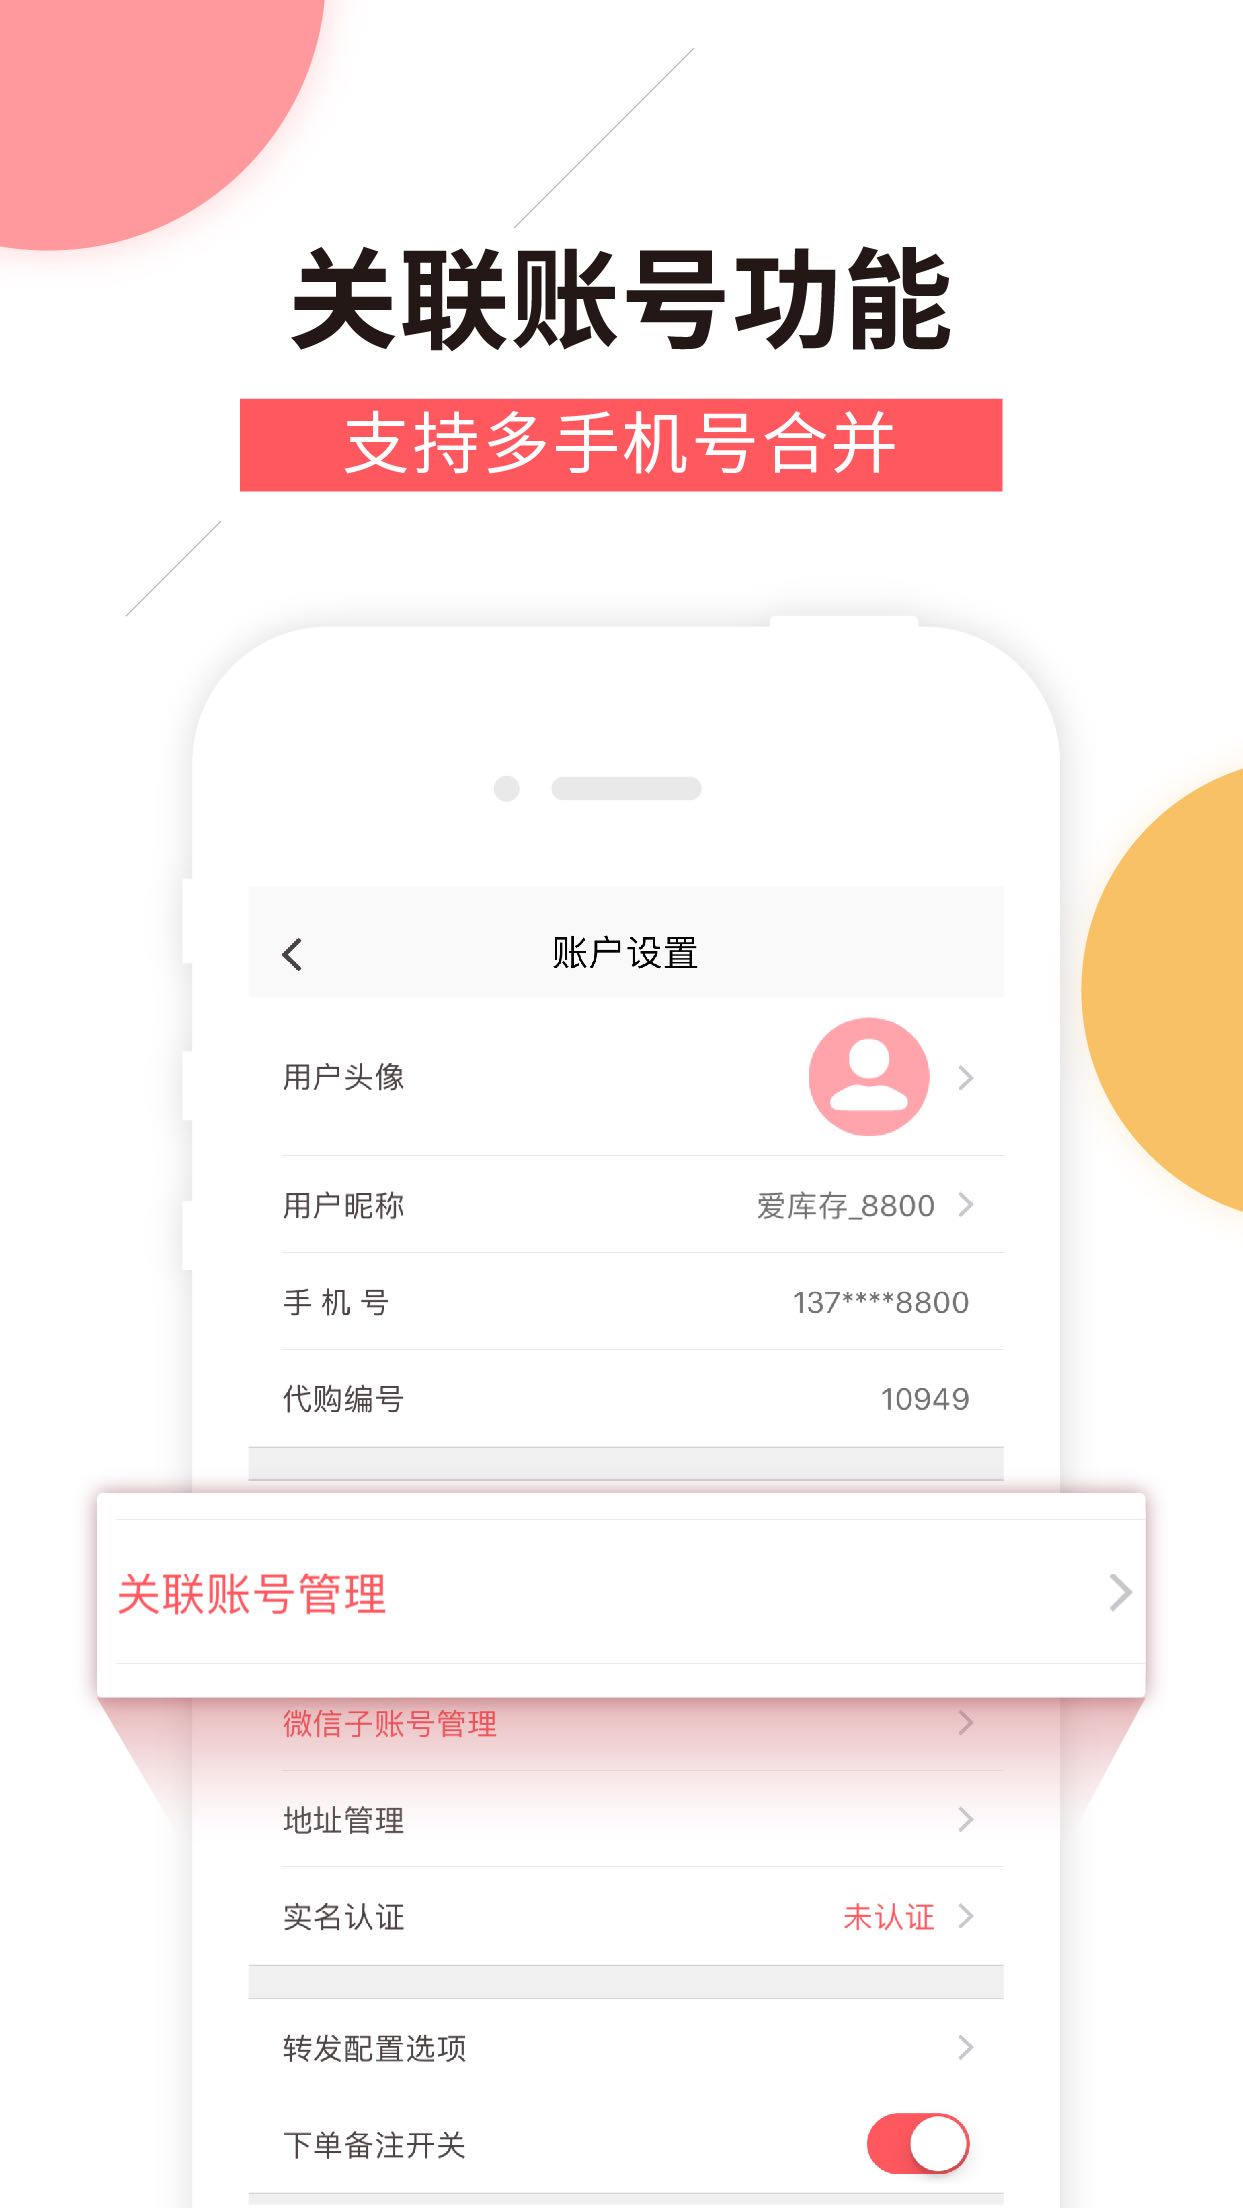 关联账号功能
支持多手机号合并
账户设置
用户头像
用户昵称 爱库存_8800
手机号 137****8800
代购编号 10949
关联账号管理
微信子账号管理
地址管理
实名认证 未认证
转发配置选项
下单备注开关